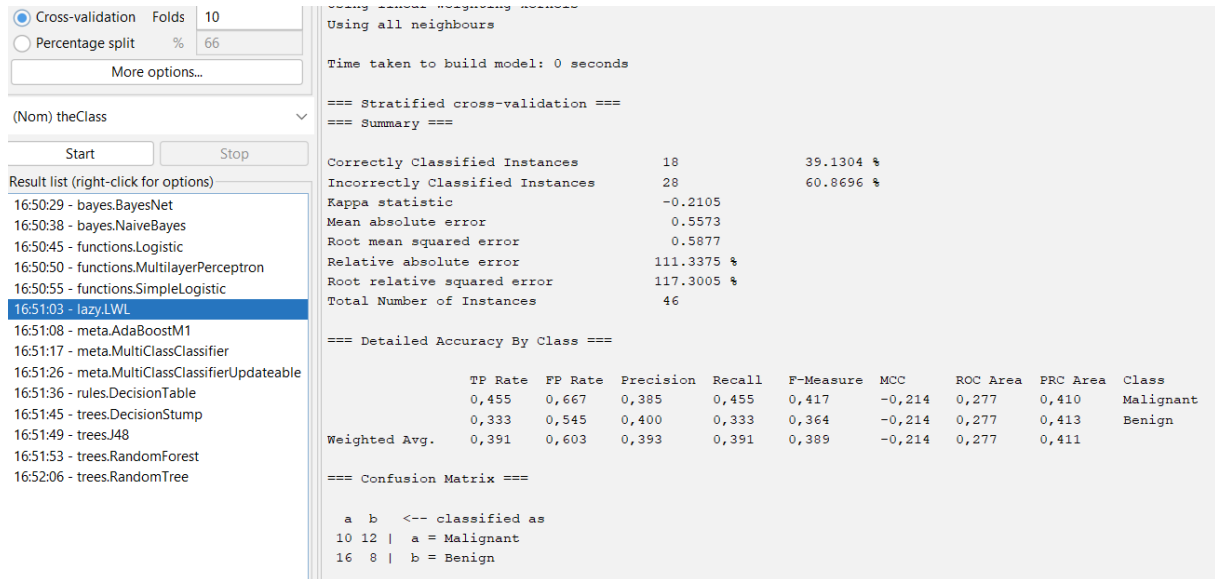 Cross-validation Folds 10
Percentage split % 66
More options...
(Nom) theClass
Start Stop
Result list (right-click for options)
16:50:29 - bayes.BayesNet
16:50:38 - bayes.NaiveBayes
16:50:45 - functions.Logistic
16:50:50 - functions.MultilayerPerceptron
16:50:55 - functions.SimpleLogistic
16:51:03 - lazy.LWL
16:51:08 - meta.AdaBoostM1
16:51:17 - meta.MultiClassClassifier
16:51:26 - meta.MultiClassClassifierUpdateable
16:51:36 - rules.DecisionTable
16:51:45 - trees.DecisionStump
16:51:49 - trees.J48
16:51:53 - trees.RandomForest
16:52:06 - trees.RandomTree
Using linear weighting kernels
Using all neighbours
Time taken to build model: 0 seconds
=== Stratified cross-validation ===
=== Summary ===
Correctly Classified Instances 18 39.1304 %
Incorrectly Classified Instances 28 60.8696 %
Kappa statistic -0.2105
Mean absolute error 0.5573
Root mean squared error 0.5877
Relative absolute error 111.3375 %
Root relative squared error 117.3005 %
Total Number of Instances 46
=== Detailed Accuracy By Class ===
TP Rate FP Rate Precision Recall F-Measure MCC ROC Area PRC Area Class
0,455 0,667 0,385 0,455 0,417 -0,214 0,277 0,410 Malignant
0,333 0,545 0,400 0,333 0,364 -0,214 0,277 0,413 Benign
Weighted Avg. 0,391 0,603 0,393 0,391 0,389 -0,214 0,277 0,411
=== Confusion Matrix ===
a b <-- classified as
10 12 | a = Malignant
16 8 | b = Benign